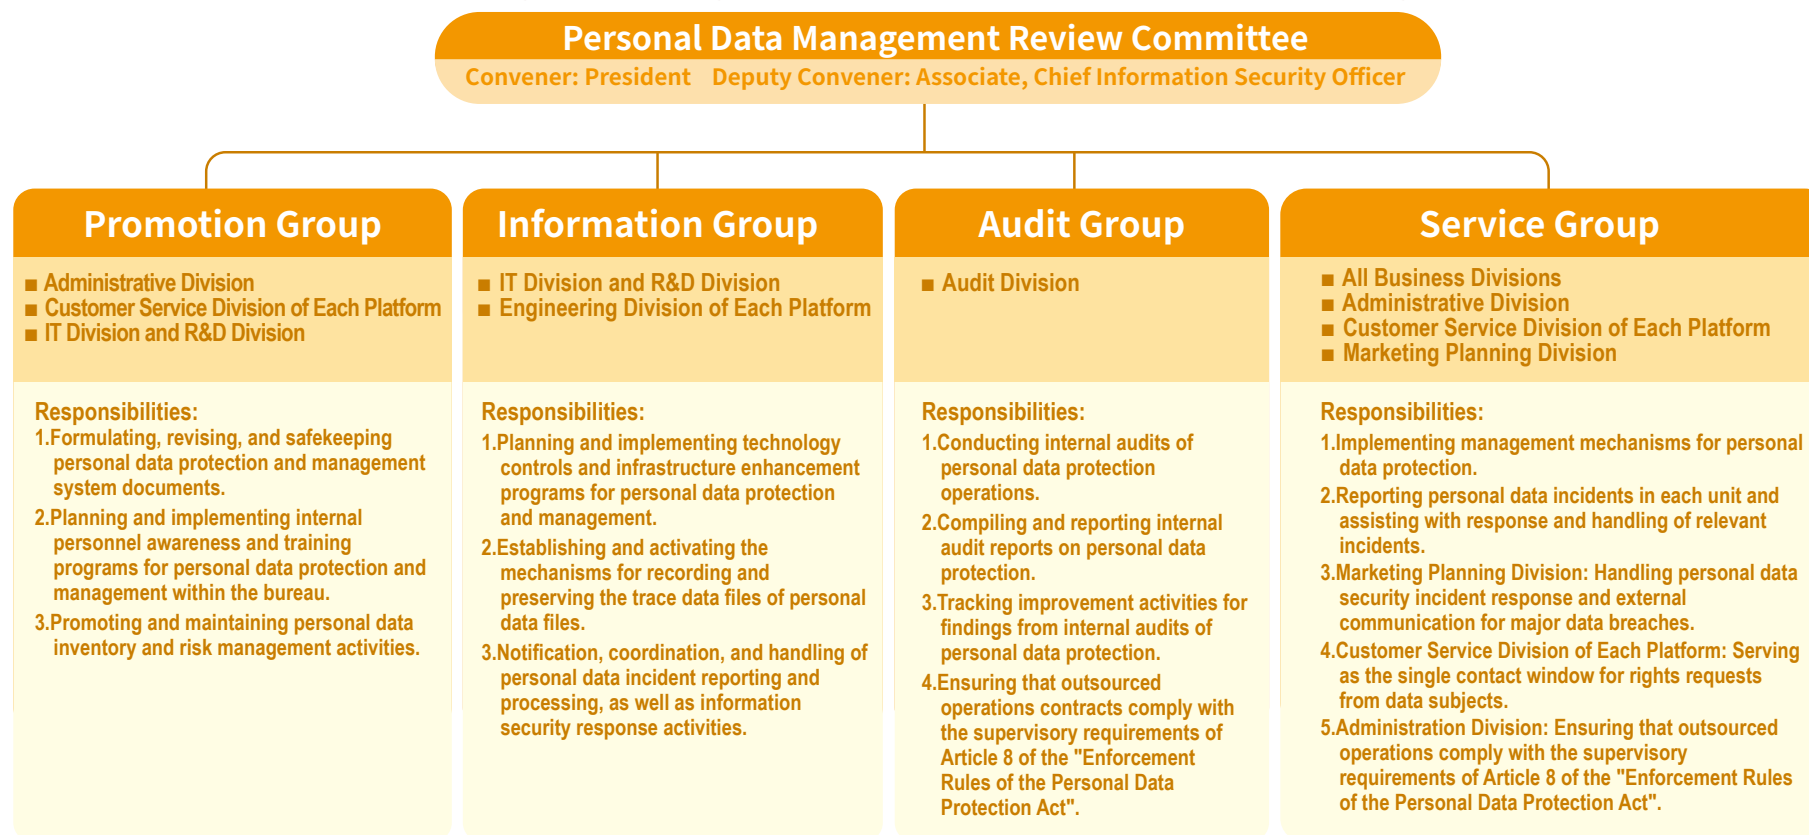 Personal Data Management Review Committee
Convener: President Deputy Convener: Associate, Chief Information Security Officer
Promotion Group
■ Administrative Division
■ Customer Service Division of Each Platform
■ IT Division and R&D Division
Responsibilities:
1.Formulating, revising, and safekeeping
personal data protection and management
system documents.
2.Planning and implementing internal
personnel awareness and training
programs for personal data protection and
management within the bureau.
3.Promoting and maintaining personal data
inventory and risk management activities.
Information Group
■ IT Division and R&D Division
■ Engineering Division of Each Platform
Responsibilities:
1.Planning and implementing technology
controls and infrastructure enhancement
programs for personal data protection
and management.
2.Establishing and activating the
mechanisms for recording and
preserving the trace data files of personal
data files.
3.Notification, coordination, and handling of
personal data incident reporting and
processing, as well as information
security response activities.
Audit Group
■ Audit Division
Responsibilities:
1.Conducting internal audits of
personal data protection
operations.
2.Compiling and reporting internal
audit reports on personal data
protection.
3.Tracking improvement activities for
findings from internal audits of
personal data protection.
4.Ensuring that outsourced
operations contracts comply with
the supervisory requirements of
Article 8 of the "Enforcement
Rules of the Personal Data
Protection Act".
Service Group
■ All Business Divisions
■ Administrative Division
■ Customer Service Division of Each Platform
■ Marketing Planning Division
Responsibilities:
1.Implementing management mechanisms for personal
data protection.
2.Reporting personal data incidents in each unit and
assisting with response and handling of relevant
incidents.
3.Marketing Planning Division: Handling personal data
security incident response and external
communication for major data breaches.
4.Customer Service Division of Each Platform: Serving
as the single contact window for rights requests
from data subjects.
5.Administration Division: Ensuring that outsourced
operations comply with the supervisory
requirements of Article 8 of the "Enforcement Rules
of the Personal Data Protection Act".